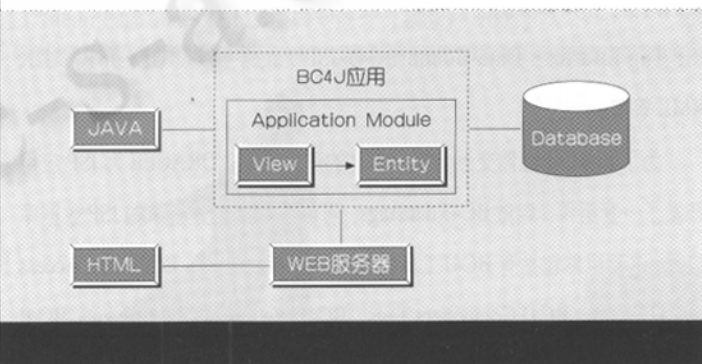 BC4J应用
JAVA
Application Module
View
Entity
Database
HTML
WEB服务器